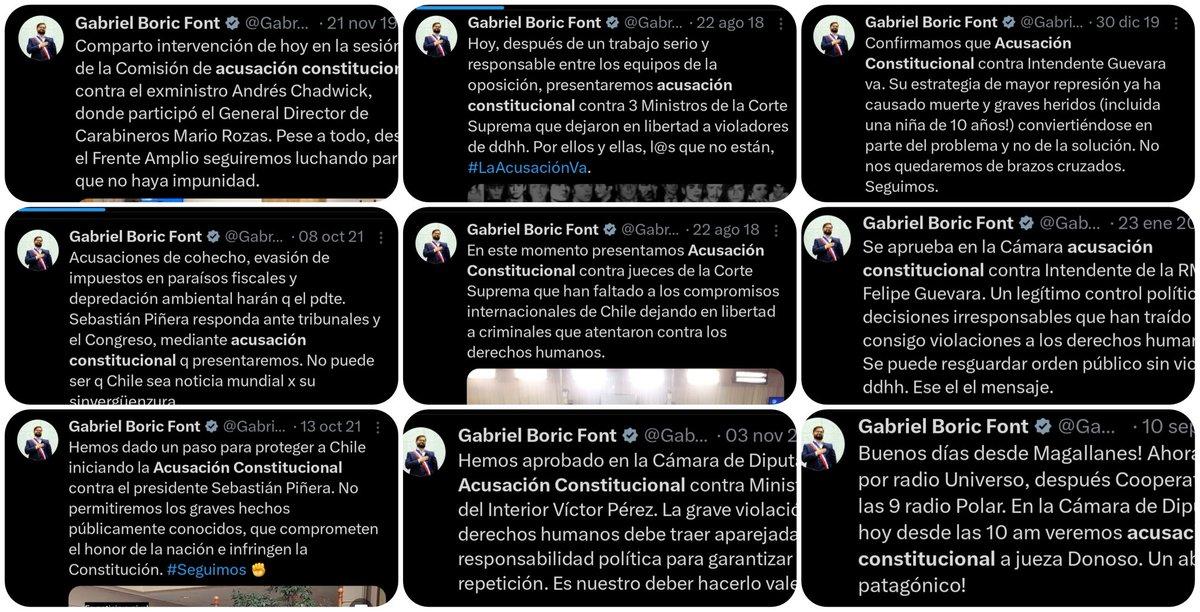 Gabriel Boric Font @Gabr... · 21 nov 19
Comparto intervención de hoy en la sesión
de la Comisión de acusación constitucion
contra el exministro Andrés Chadwick,
donde participó el General Director de
Carabineros Mario Rozas. Pese a todo, des
el Frente Amplio seguiremos luchando par
que no haya impunidad.
Gabriel Boric Font @Gabr... · 22 ago 18
Hoy, después de un trabajo serio y
responsable entre los equipos de la
oposición, presentaremos acusación
constitucional contra 3 Ministros de la Corte
Suprema que dejaron en libertad a violadores
de ddhh. Por ellos y ellas, l@s que no están,
#LaAcusaciónVa.
Gabriel Boric Font @Gabri... · 30 dic 19
Confirmamos que Acusación
Constitucional contra Intendente Guevara
va. Su estrategia de mayor represión ya ha
causado muerte y graves heridos (incluida
una niña de 10 años!) convirtiéndose en
parte del problema y no de la solución. No
nos quedaremos de brazos cruzados.
Seguimos.
Gabriel Boric Font @Gabr... · 08 oct 21
Acusaciones de cohecho, evasión de
impuestos en paraísos fiscales y
depredación ambiental harán q el pdte.
Sebastián Piñera responda ante tribunales y
el Congreso, mediante acusación
constitucional q presentaremos. No puede
ser q Chile sea noticia mundial x su
sinvergüenzura
Gabriel Boric Font @Gabr... · 22 ago 18
En este momento presentamos Acusación
Constitucional contra jueces de la Corte
Suprema que han faltado a los compromisos
internacionales de Chile dejando en libertad
a criminales que atentaron contra los
derechos humanos.
Gabriel Boric Font @Gab... · 23 ene 20
Se aprueba en la Cámara acusación
constitucional contra Intendente de la RM
Felipe Guevara. Un legítimo control polític
decisiones irresponsables que han traído
consigo violaciones a los derechos humar
Se puede resguardar orden público sin vio
ddhh. Ese el el mensaje.
Gabriel Boric Font @Gabri... · 13 oct 21
Hemos dado un paso para proteger a Chile
iniciando la Acusación Constitucional
contra el presidente Sebastián Piñera. No
permitiremos los graves hechos
públicamente conocidos, que comprometen
el honor de la nación e infringen la
Constitución. #Seguimos ✊
Gabriel Boric Font @Gab... · 03 nov 2
Hemos aprobado en la Cámara de Diputa
Acusación Constitucional contra Minist
del Interior Víctor Pérez. La grave violació
derechos humanos debe traer aparejada
responsabilidad política para garantizar
repetición. Es nuestro deber hacerlo vale
Gabriel Boric Font @Ga... · 10 sep
Buenos días desde Magallanes! Ahora
por radio Universo, después Coopera
las 9 radio Polar. En la Cámara de Dip
hoy desde las 10 am veremos acusac
constitucional a jueza Donoso. Un ab
patagónico!